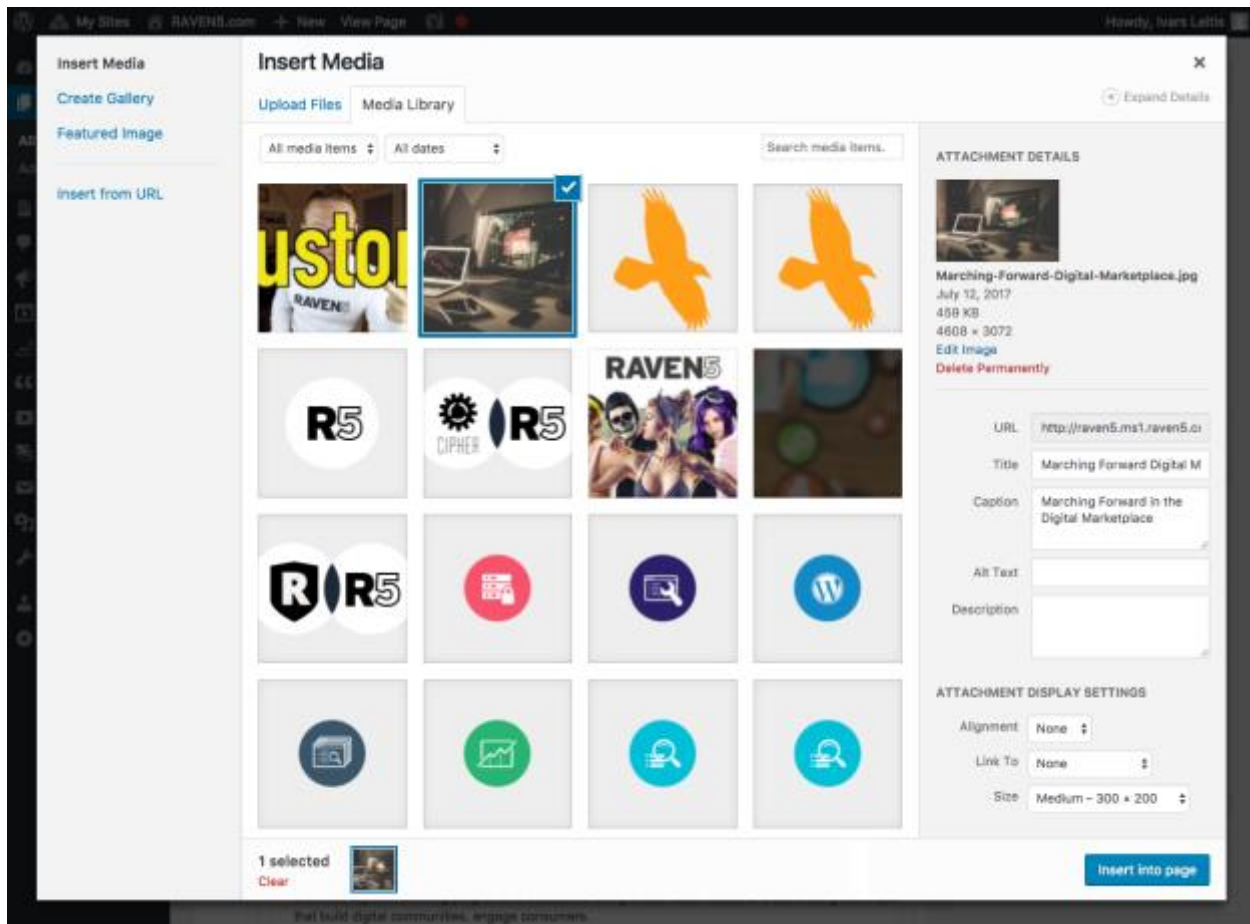 My Sites RAVEN5.com + New View Page Howdy, Ivars Leitis
Insert Media
Create Gallery
Featured Image
Insert from URL
Insert Media
×
Upload Files Media Library
Expand Details
All media items All dates
Search media items.
ustor
RAVEN5
R5
CIPHER
R5
RAVEN5
R R5
ATTACHMENT DETAILS
Marching-Forward-Digital-Marketplace.jpg
July 12, 2017
459 KB
4608 × 3072
Edit Image
Delete Permanently
URL http://raven5.ms1.raven5.c
Title Marching Forward Digital M
Caption Marching Forward in the
Digital Marketplace
Alt Text
Description
ATTACHMENT DISPLAY SETTINGS
Alignment None
Link To None
Size Medium – 300 × 200
1 selected
Clear
Insert into page
that build digital communities, engage consumers.